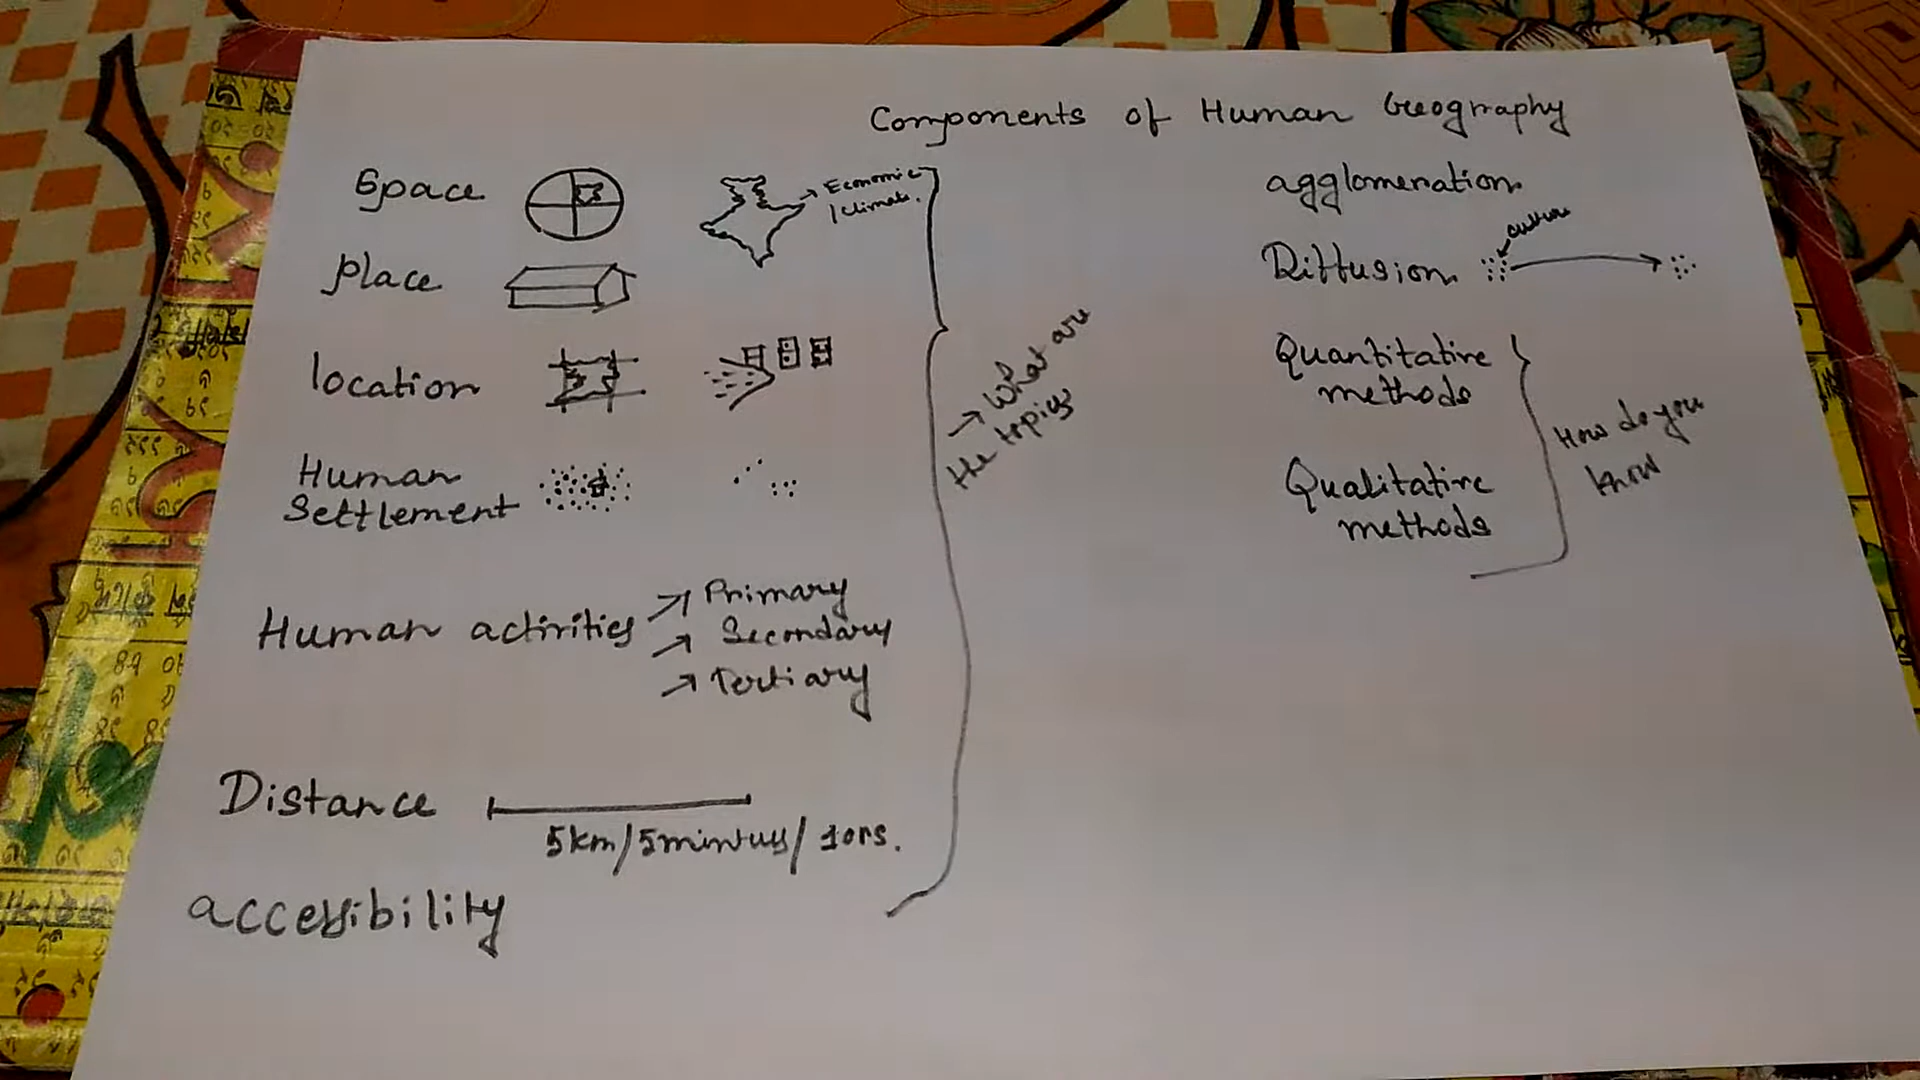 Components of Human Geography
Space
Economic
/climate.
place
location
Human
Settlement
Human activities
Primary
Secondary
Tertiary
Distance
5km/5mintus/10rs.
accessibility
What are
the topics
agglomeration
Diffusion
culture
Quantitative
methods
Qualitative
methods
How do you
know